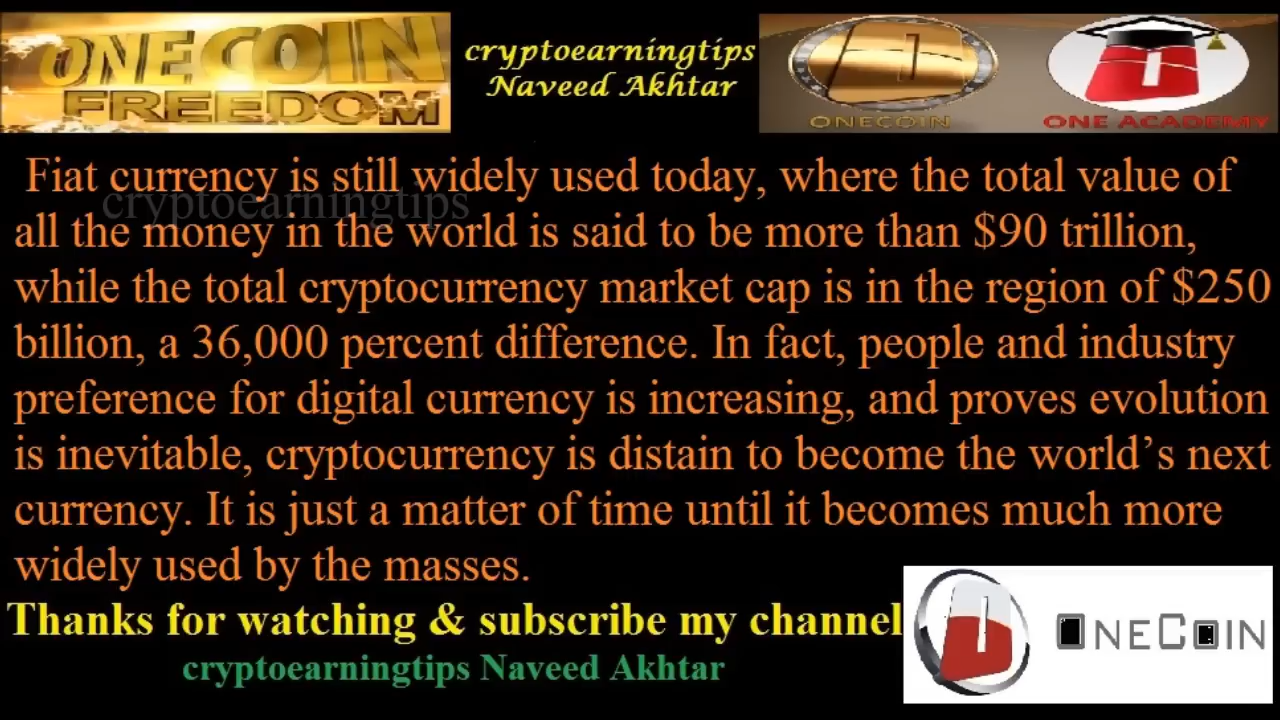 ONECOIN
FREEDOM
cryptoearningtips
Naveed Akhtar
ONECOIN
ONE ACADEMY
Fiat currency is still widely used today, where the total value of
cryptoearningtips
all the money in the world is said to be more than $90 trillion,
while the total cryptocurrency market cap is in the region of $250
billion, a 36,000 percent difference. In fact, people and industry
preference for digital currency is increasing, and proves evolution
is inevitable, cryptocurrency is distain to become the world’s next
currency. It is just a matter of time until it becomes much more
widely used by the masses.
Thanks for watching & subscribe my channel
cryptoearningtips Naveed Akhtar
ONECOIN